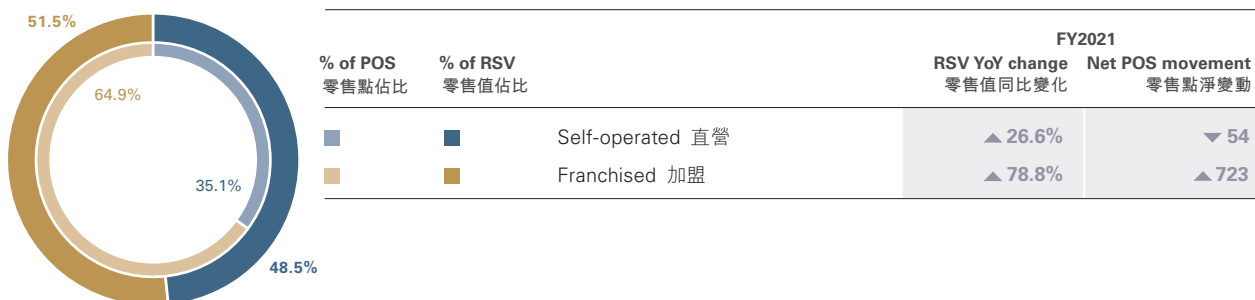 51.5%
64.9%
35.1%
48.5%
FY2021
% of POS % of RSV RSV YoY change Net POS movement
零售點佔比 零售值佔比 零售值同比變化 零售點淨變動
Self-operated 直營 ▲ 26.6% ▼ 54
Franchised 加盟 ▲ 78.8% ▲ 723